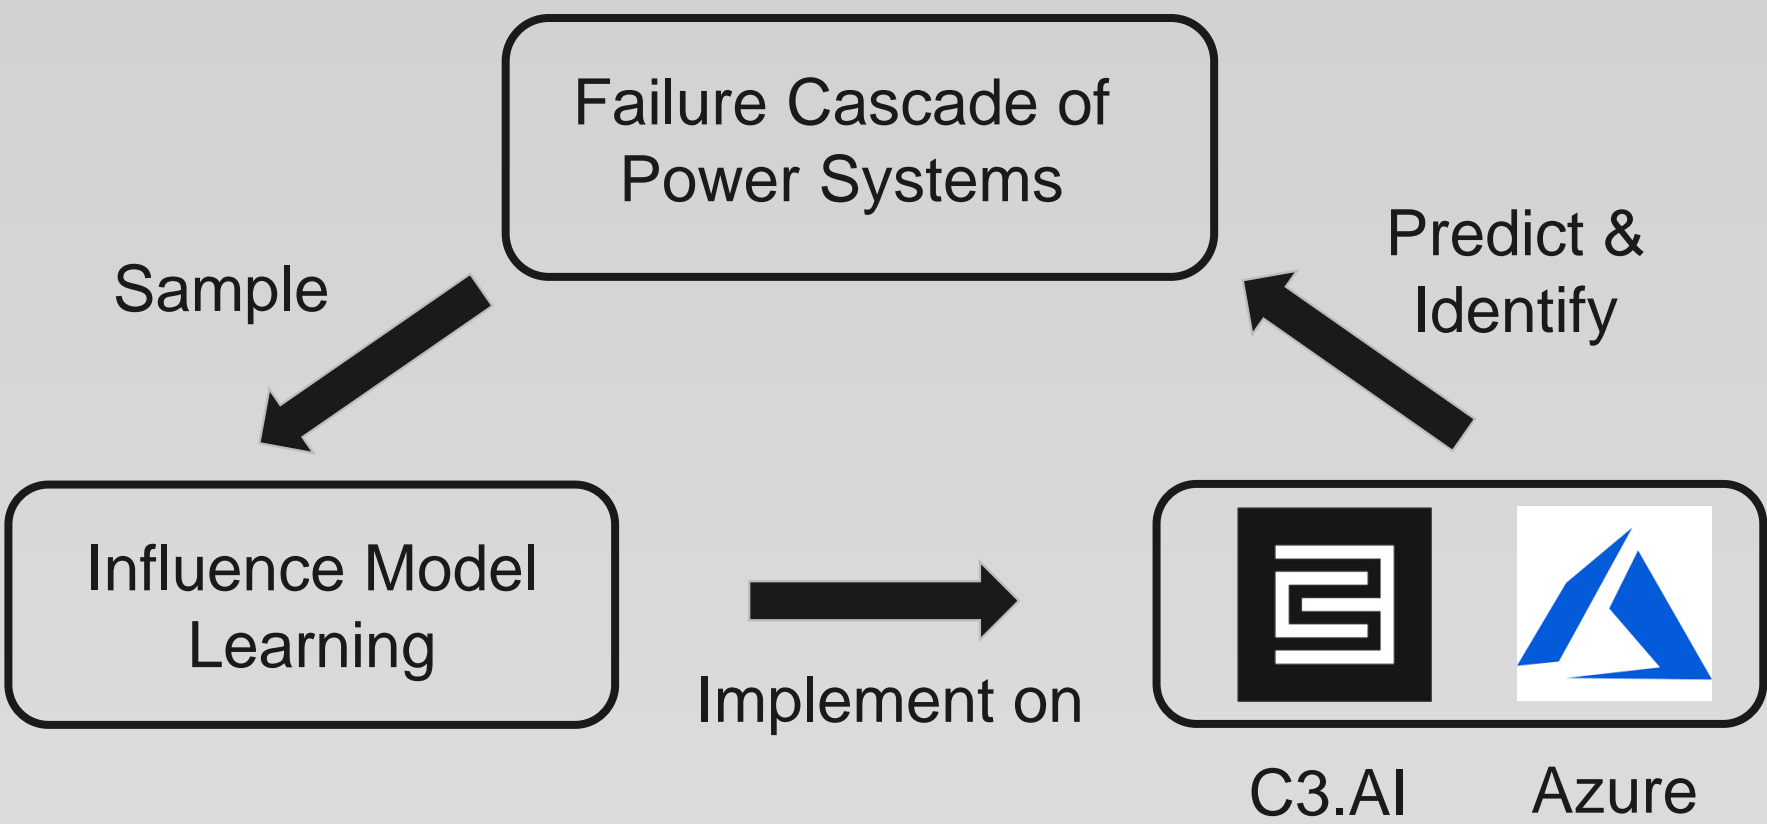 Failure Cascade of
Power Systems
Sample
Predict &
Identify
Influence Model
Learning
Implement on
C3.AI
Azure